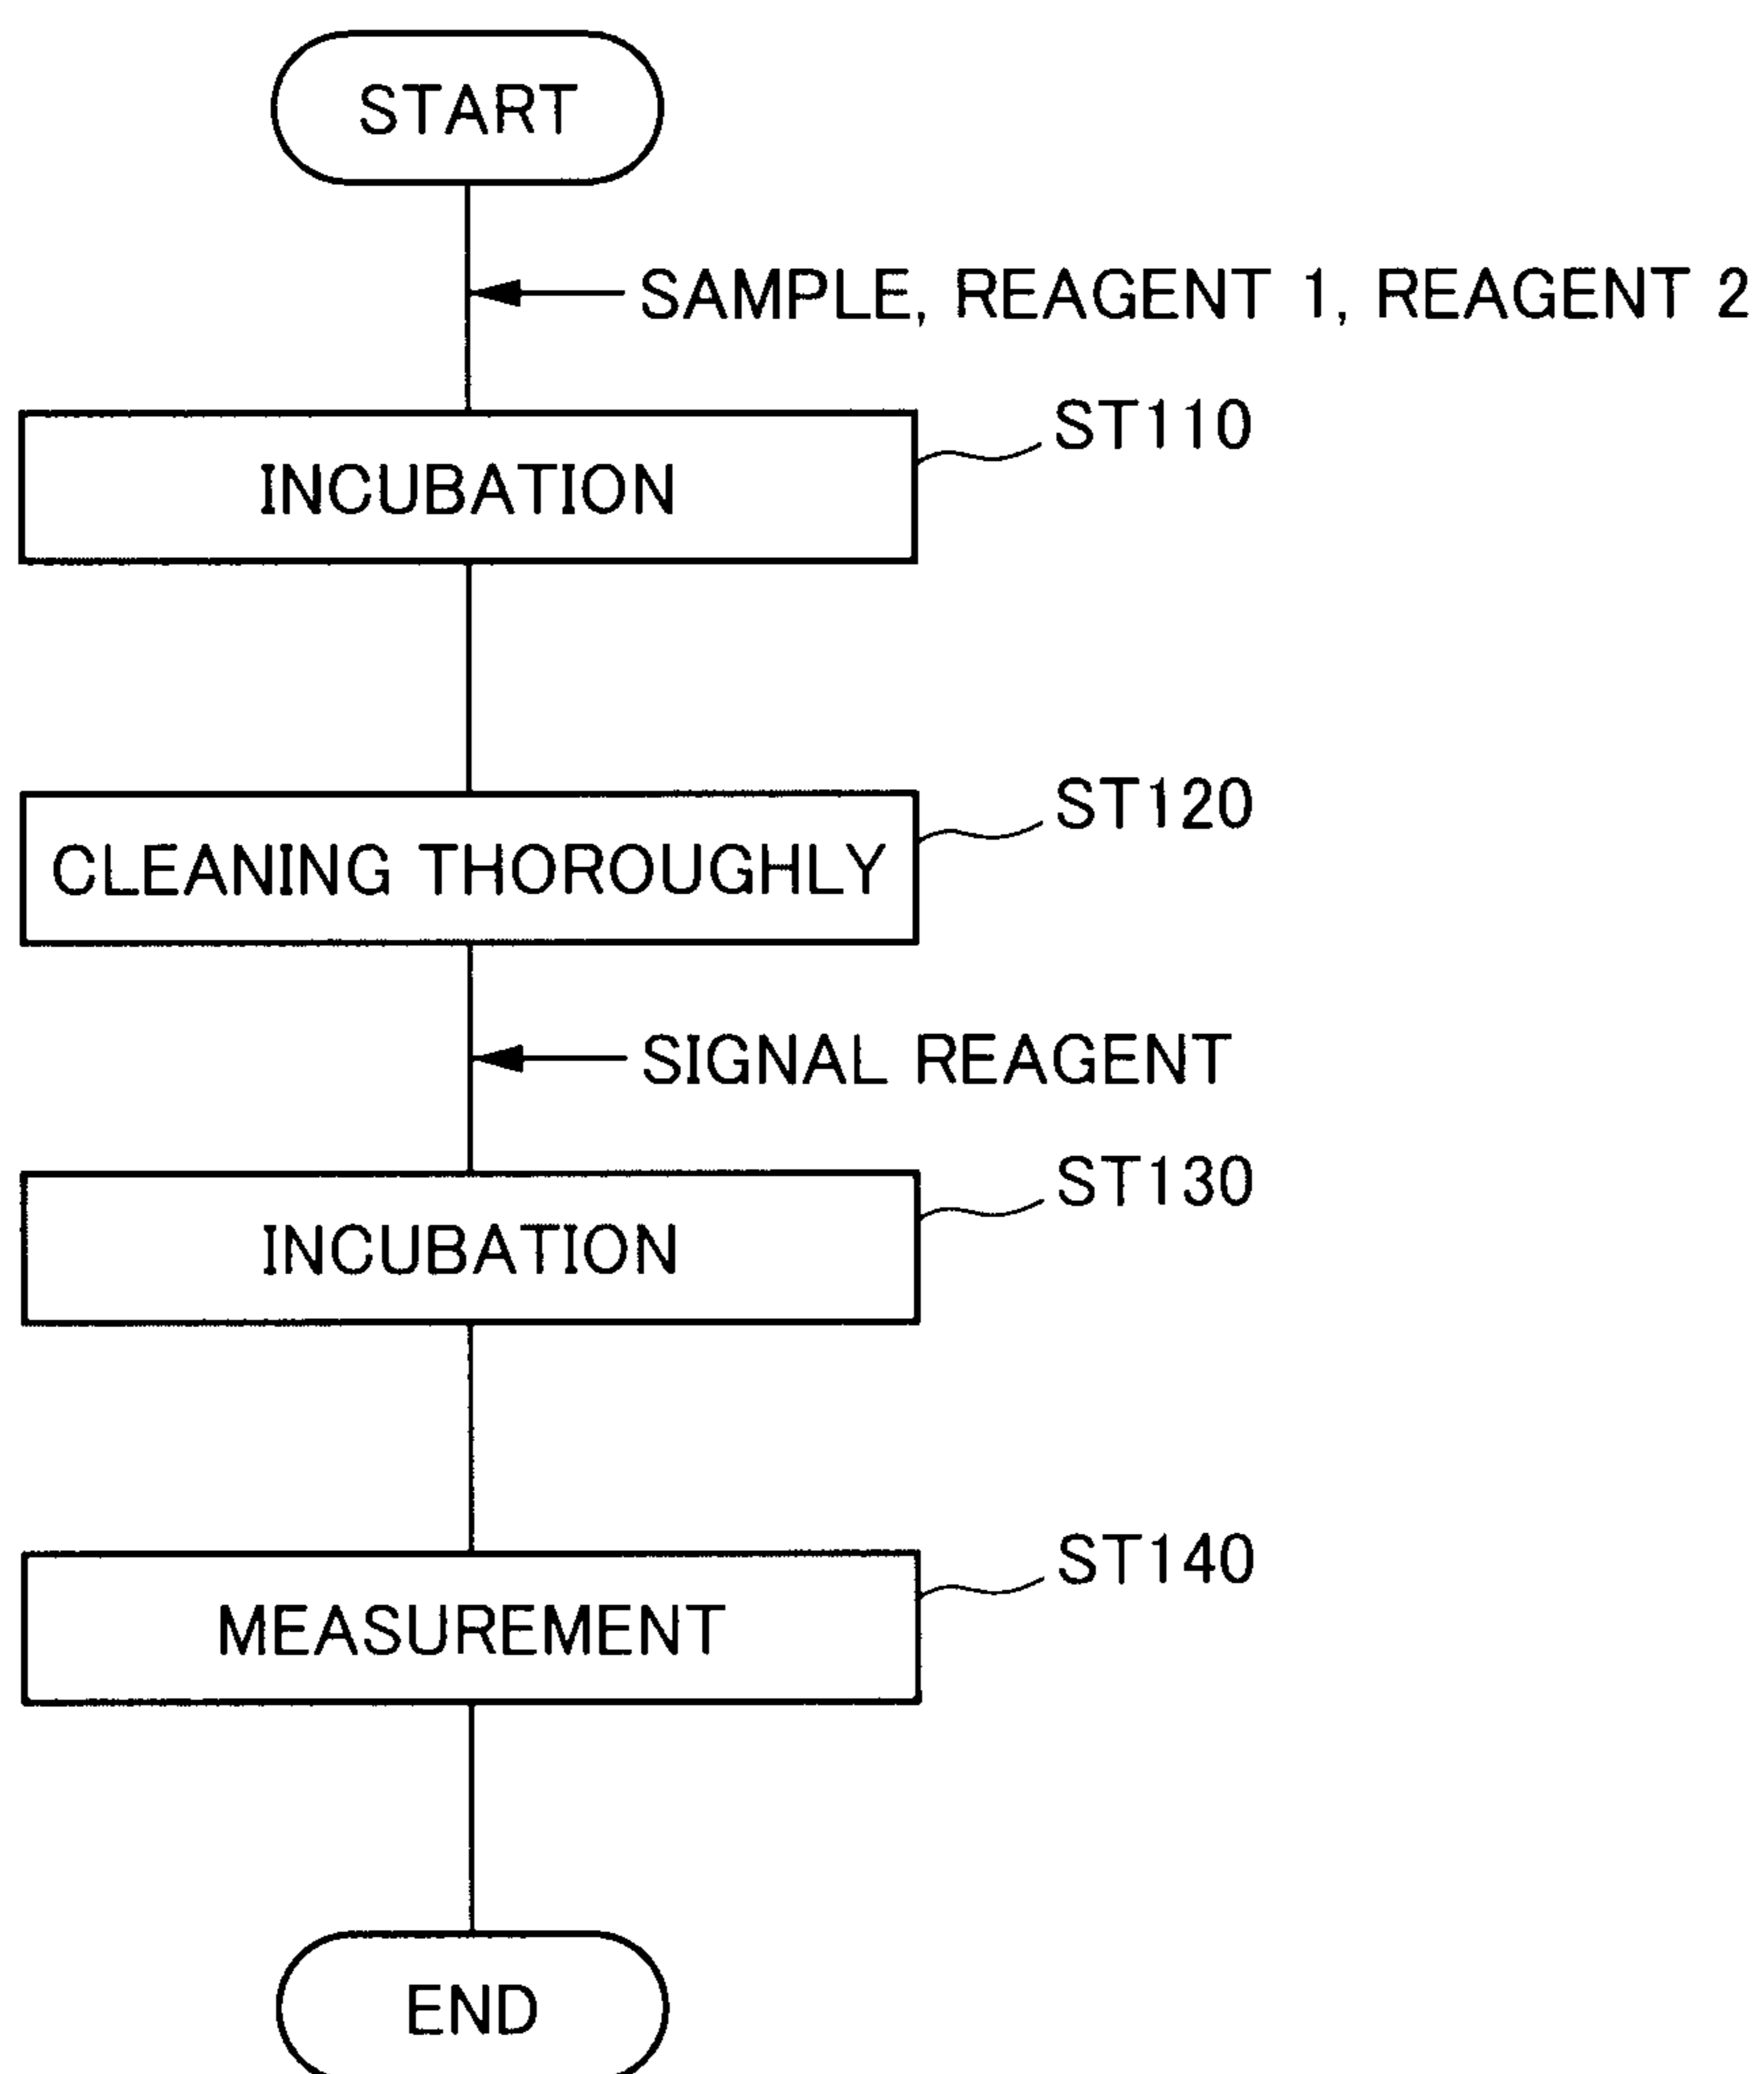 START
SAMPLE, REAGENT 1, REAGENT 2
ST110
INCUBATION
ST120
CLEANING THOROUGHLY
SIGNAL REAGENT
ST130
INCUBATION
ST140
MEASUREMENT
END